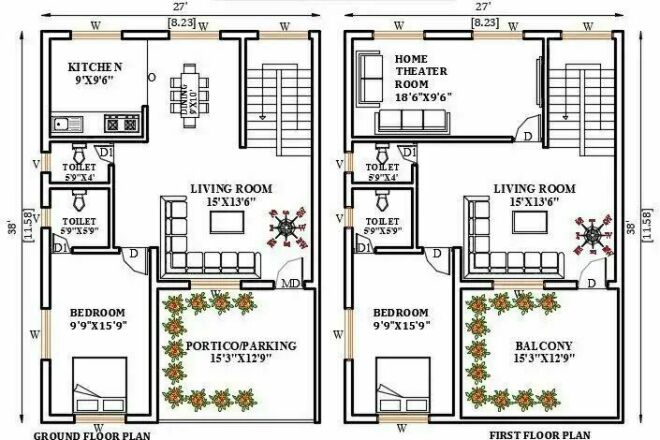 27'
[8.23]
W
W
KITCHEN
9'X9'6"
O
DINING
9'X10'
V
TOILET
5'9"X4'
D1
V
TOILET
5'9"X5'9"
D1
D
LIVING ROOM
15'X13'6"
MD
W
W
BEDROOM
9'9"X15'9"
W
PORTICO/PARKING
15'3"X12'9"
38'
[11.58]
GROUND FLOOR PLAN
27'
[8.23]
W
W
W
HOME
THEATER
ROOM
18'6"X9'6"
D
V
TOILET
5'9"X4'
D1
V
TOILET
5'9"X5'9"
D1
D
LIVING ROOM
15'X13'6"
D
W
W
BEDROOM
9'9"X15'9"
W
BALCONY
15'3"X12'9"
38'
[11.58]
FIRST FLOOR PLAN